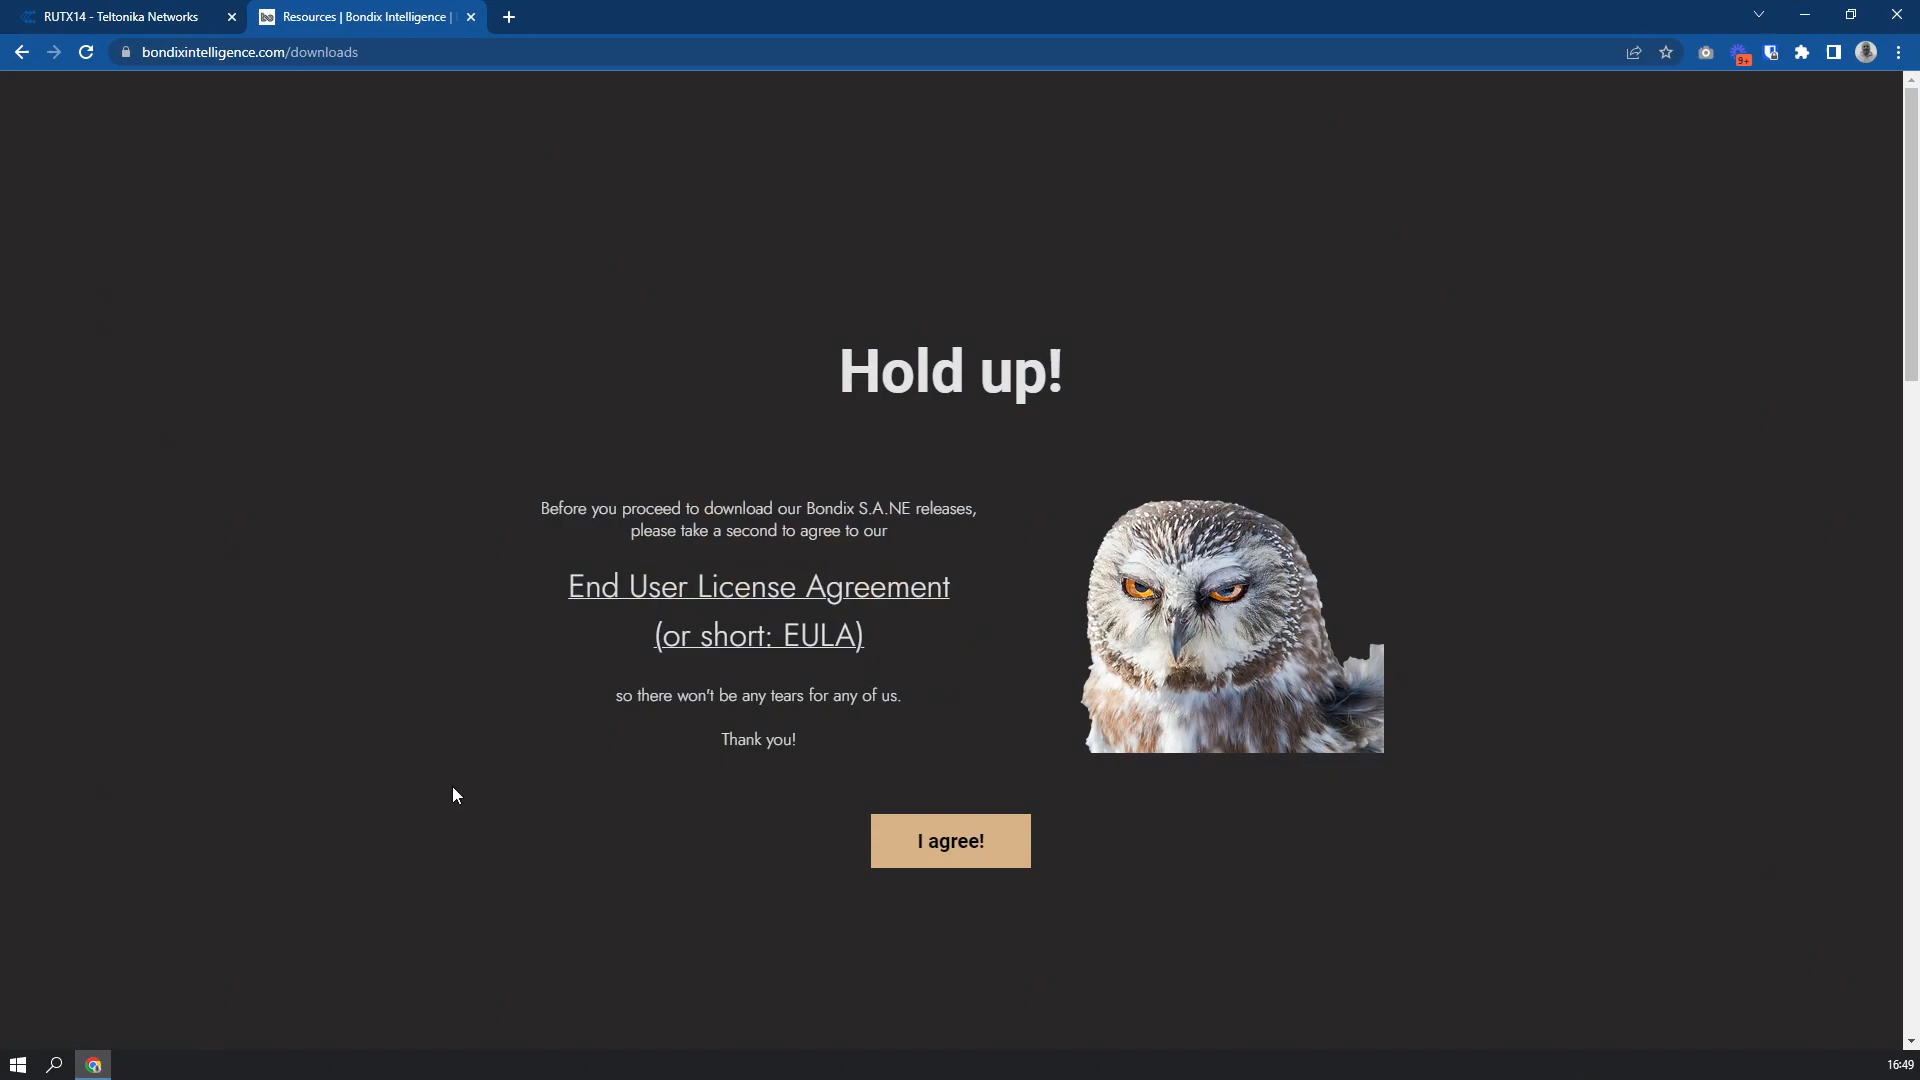 RUTX14 - Teltonika Networks
bo
Resources | Bondix Intelligence |
bondixintelligence.com/downloads
9+
Hold up!
Before you proceed to download our Bondix S.A.NE releases,
please take a second to agree to our
End User License Agreement
(or short: EULA)
so there won't be any tears for any of us.
Thank you!
I agree!
16:49